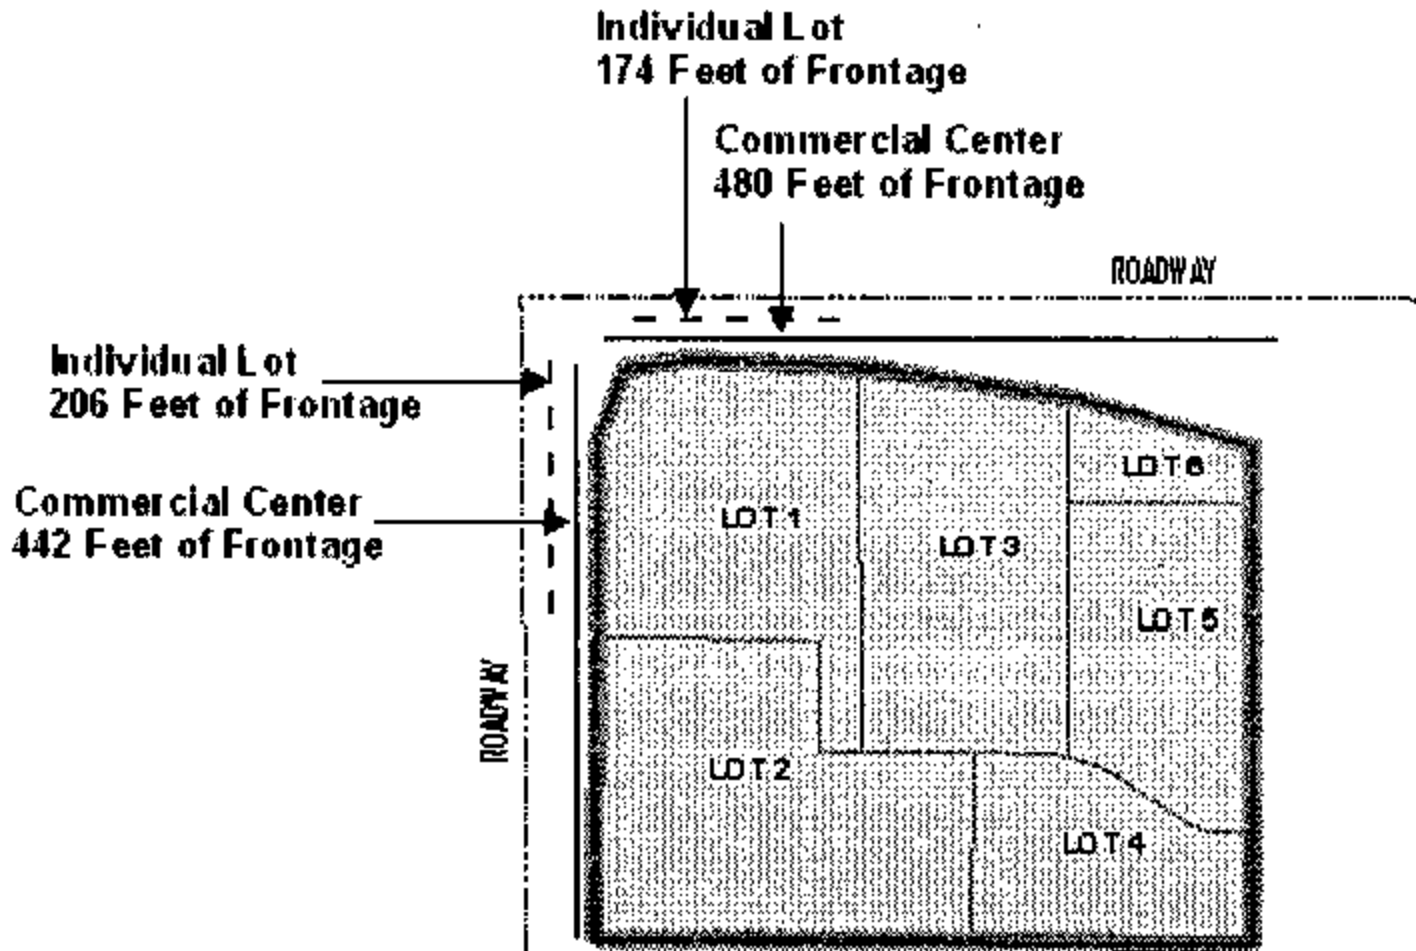 Individual Lot
174 Feet of Frontage
Commercial Center
480 Feet of Frontage
ROADWAY
Individual Lot
206 Feet of Frontage
Commercial Center
442 Feet of Frontage
LOT 6
LOT 1
LOT 3
LOT 5
ROADWAY
LOT 2
LOT 4